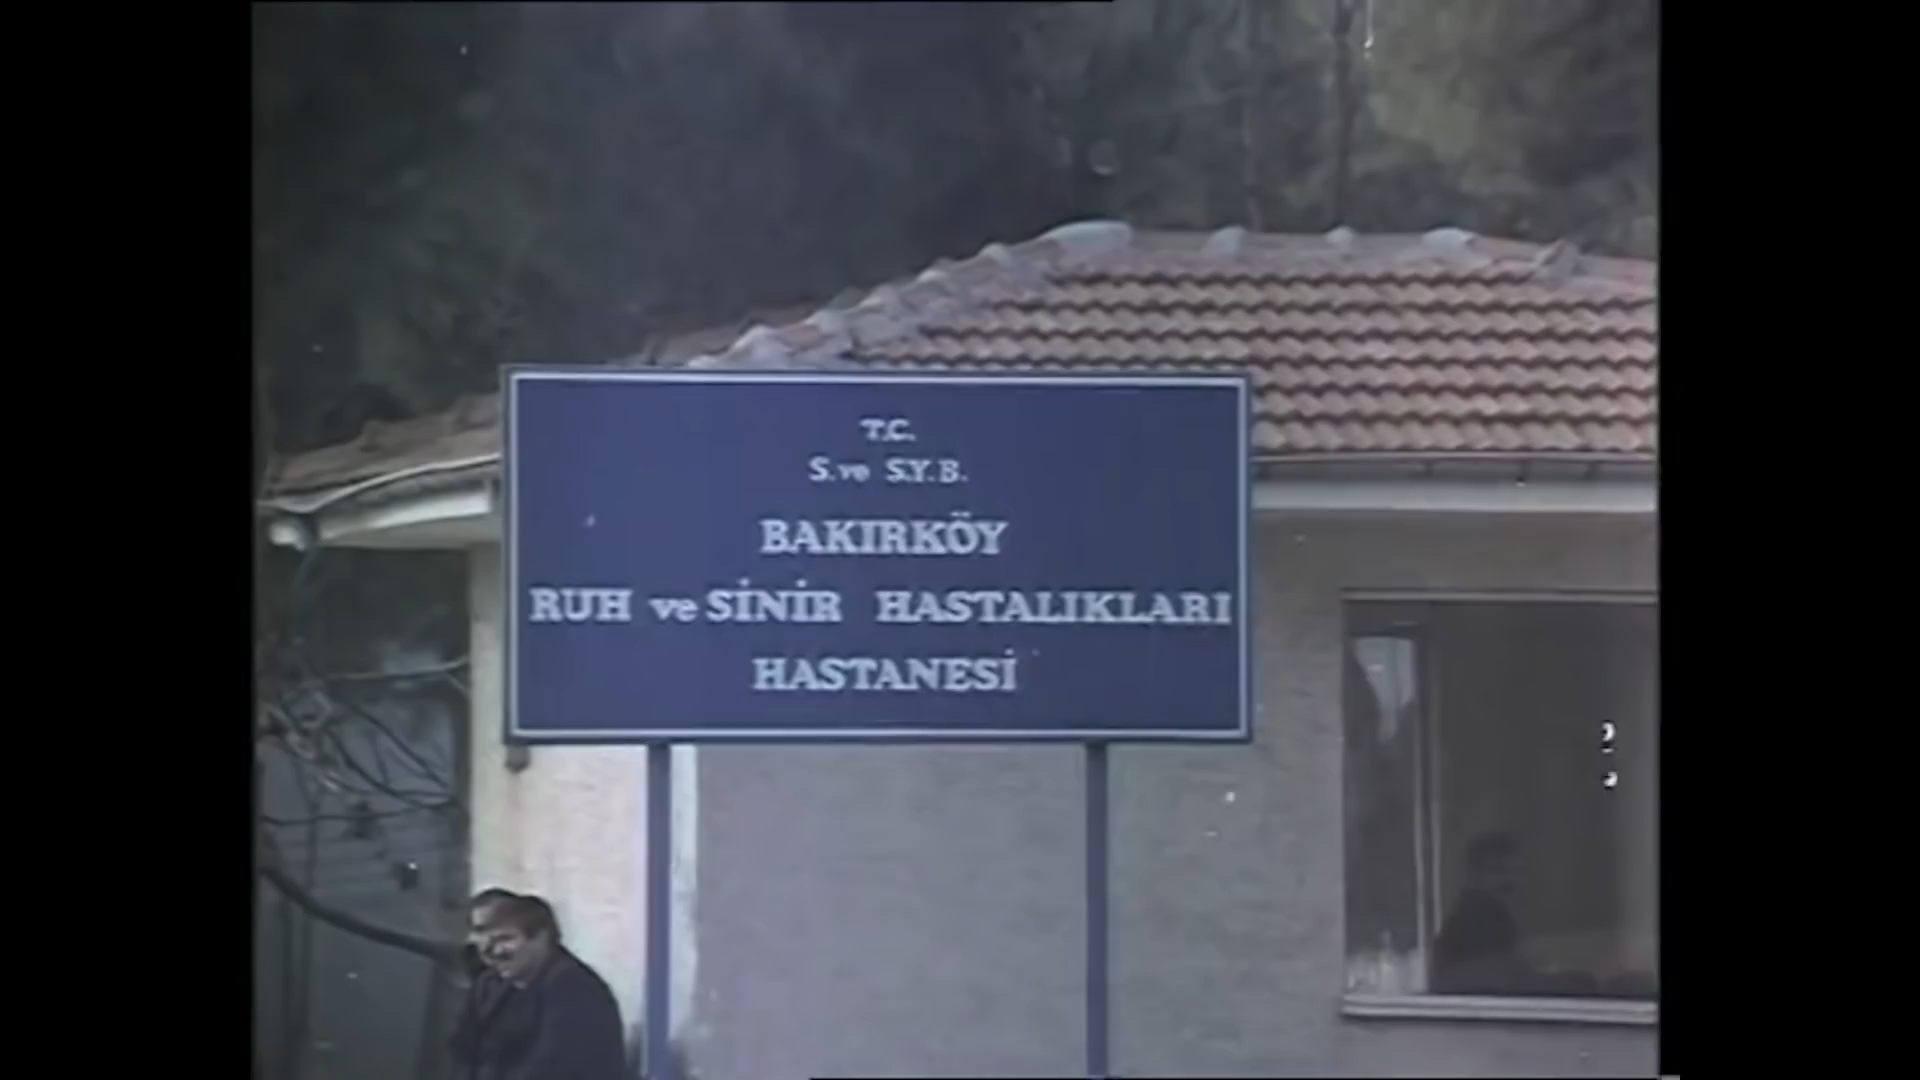 T.C.
S. ve S.Y.B.
BAKIRKÖY
RUH ve SİNİR HASTALIKLARI
HASTANESİ